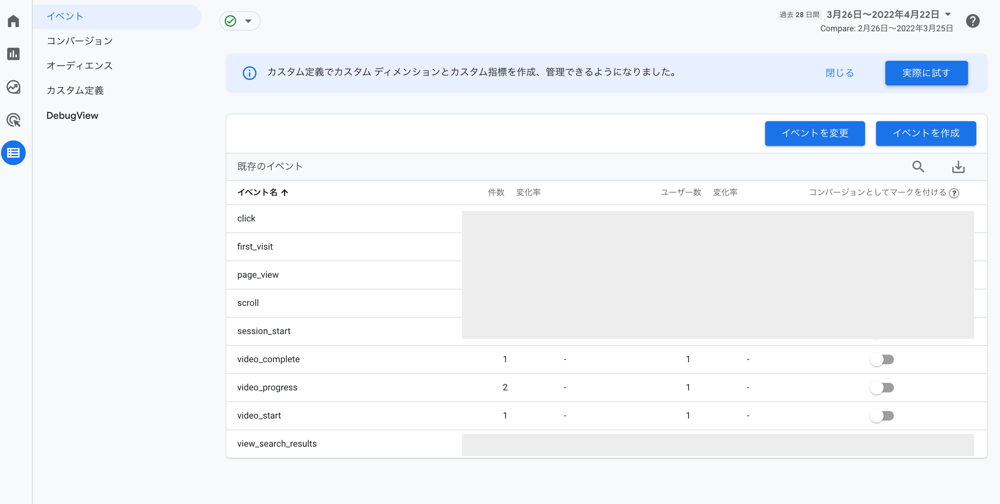 イベント
コンバージョン
オーディエンス
カスタム定義
DebugView
過去 28 日間 3月26日〜2022年4月22日
Compare: 2月26日〜2022年3月25日
カスタム定義でカスタム ディメンションとカスタム指標を作成、管理できるようになりました。 閉じる 実際に試す
イベントを変更 イベントを作成
既存のイベント
イベント名 件数 変化率 ユーザー数 変化率 コンバージョンとしてマークを付ける
click
first_visit
page_view
scroll
session_start
video_complete 1 - 1 -
video_progress 2 - 1 -
video_start 1 - 1 -
view_search_results